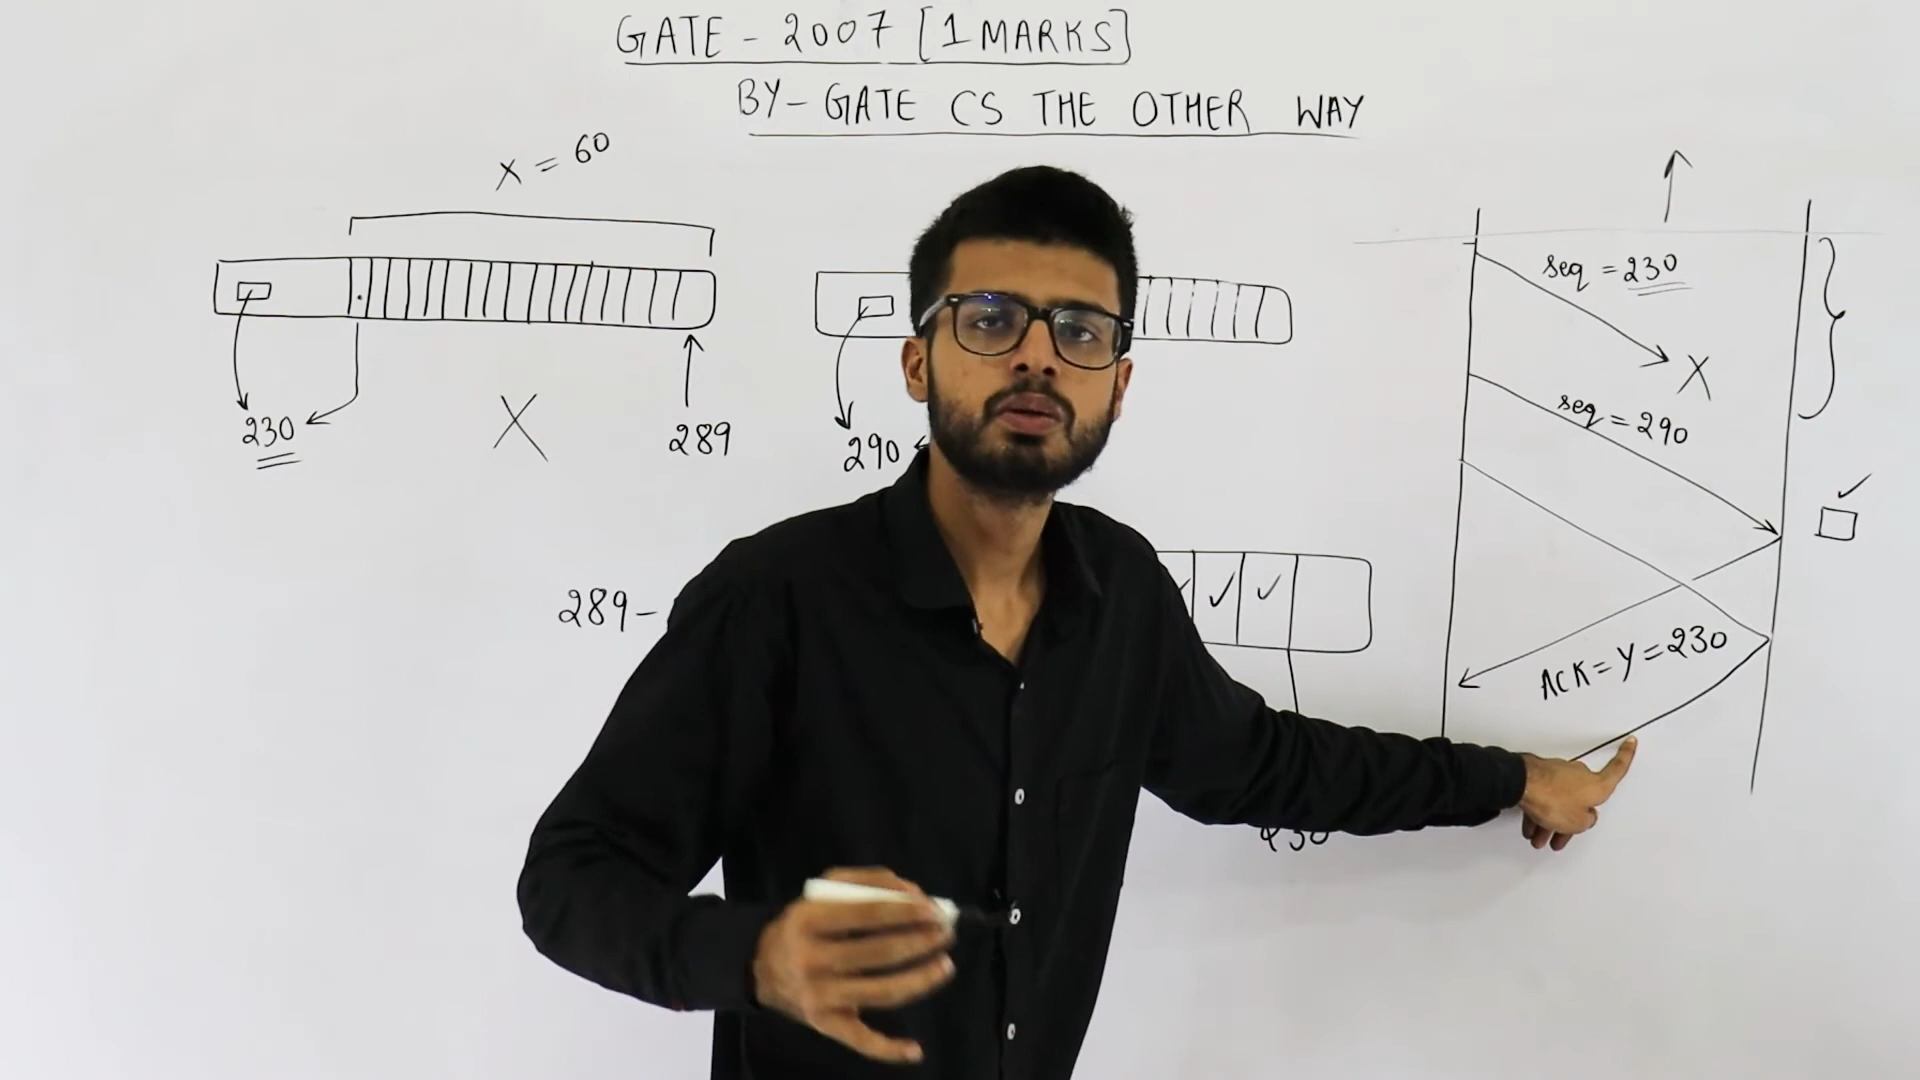 GATE - 2007 [1 MARKS]
BY- GATE CS THE OTHER WAY
X = 60
230
X
289
290
289-
seq = 230
X
seq = 290
ACK = Y = 230